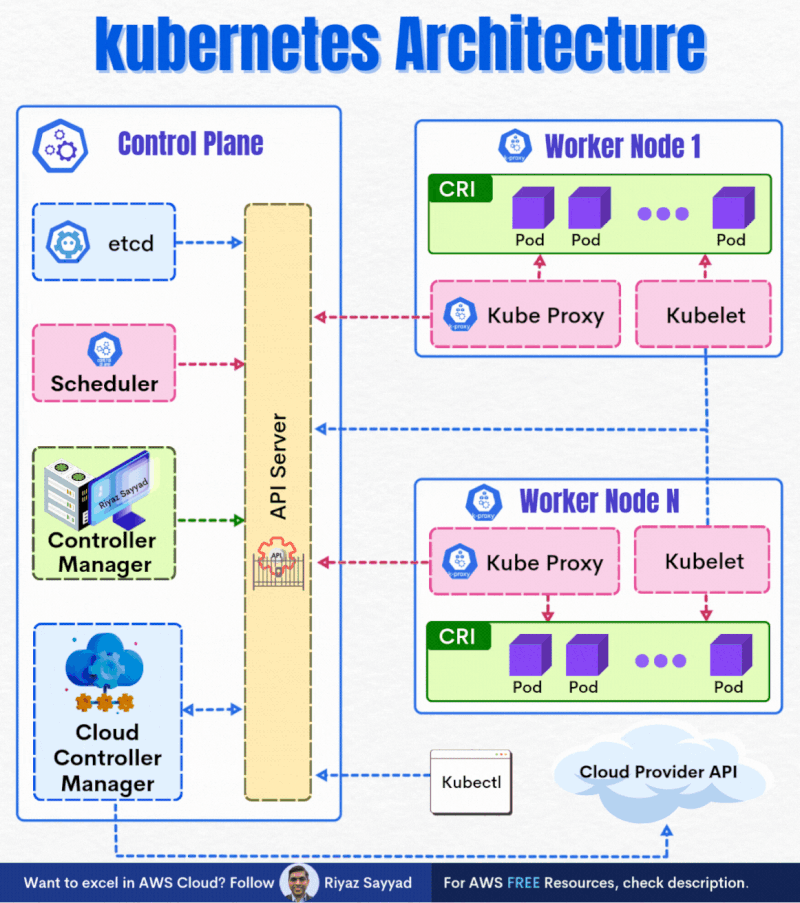 kubernetes Architecture
Control Plane
etcd
Scheduler
Riyaz Sayyad
Controller
Manager
Cloud
Controller
Manager
API Server
API
Worker Node 1
CRI
Pod
Pod
Pod
k-proxy
Kube Proxy
Kubelet
Worker Node N
k-proxy
Kube Proxy
Kubelet
CRI
Pod
Pod
Pod
Kubectl
Cloud Provider API
Want to excel in AWS Cloud? Follow
Riyaz Sayyad
For AWS FREE Resources, check description.